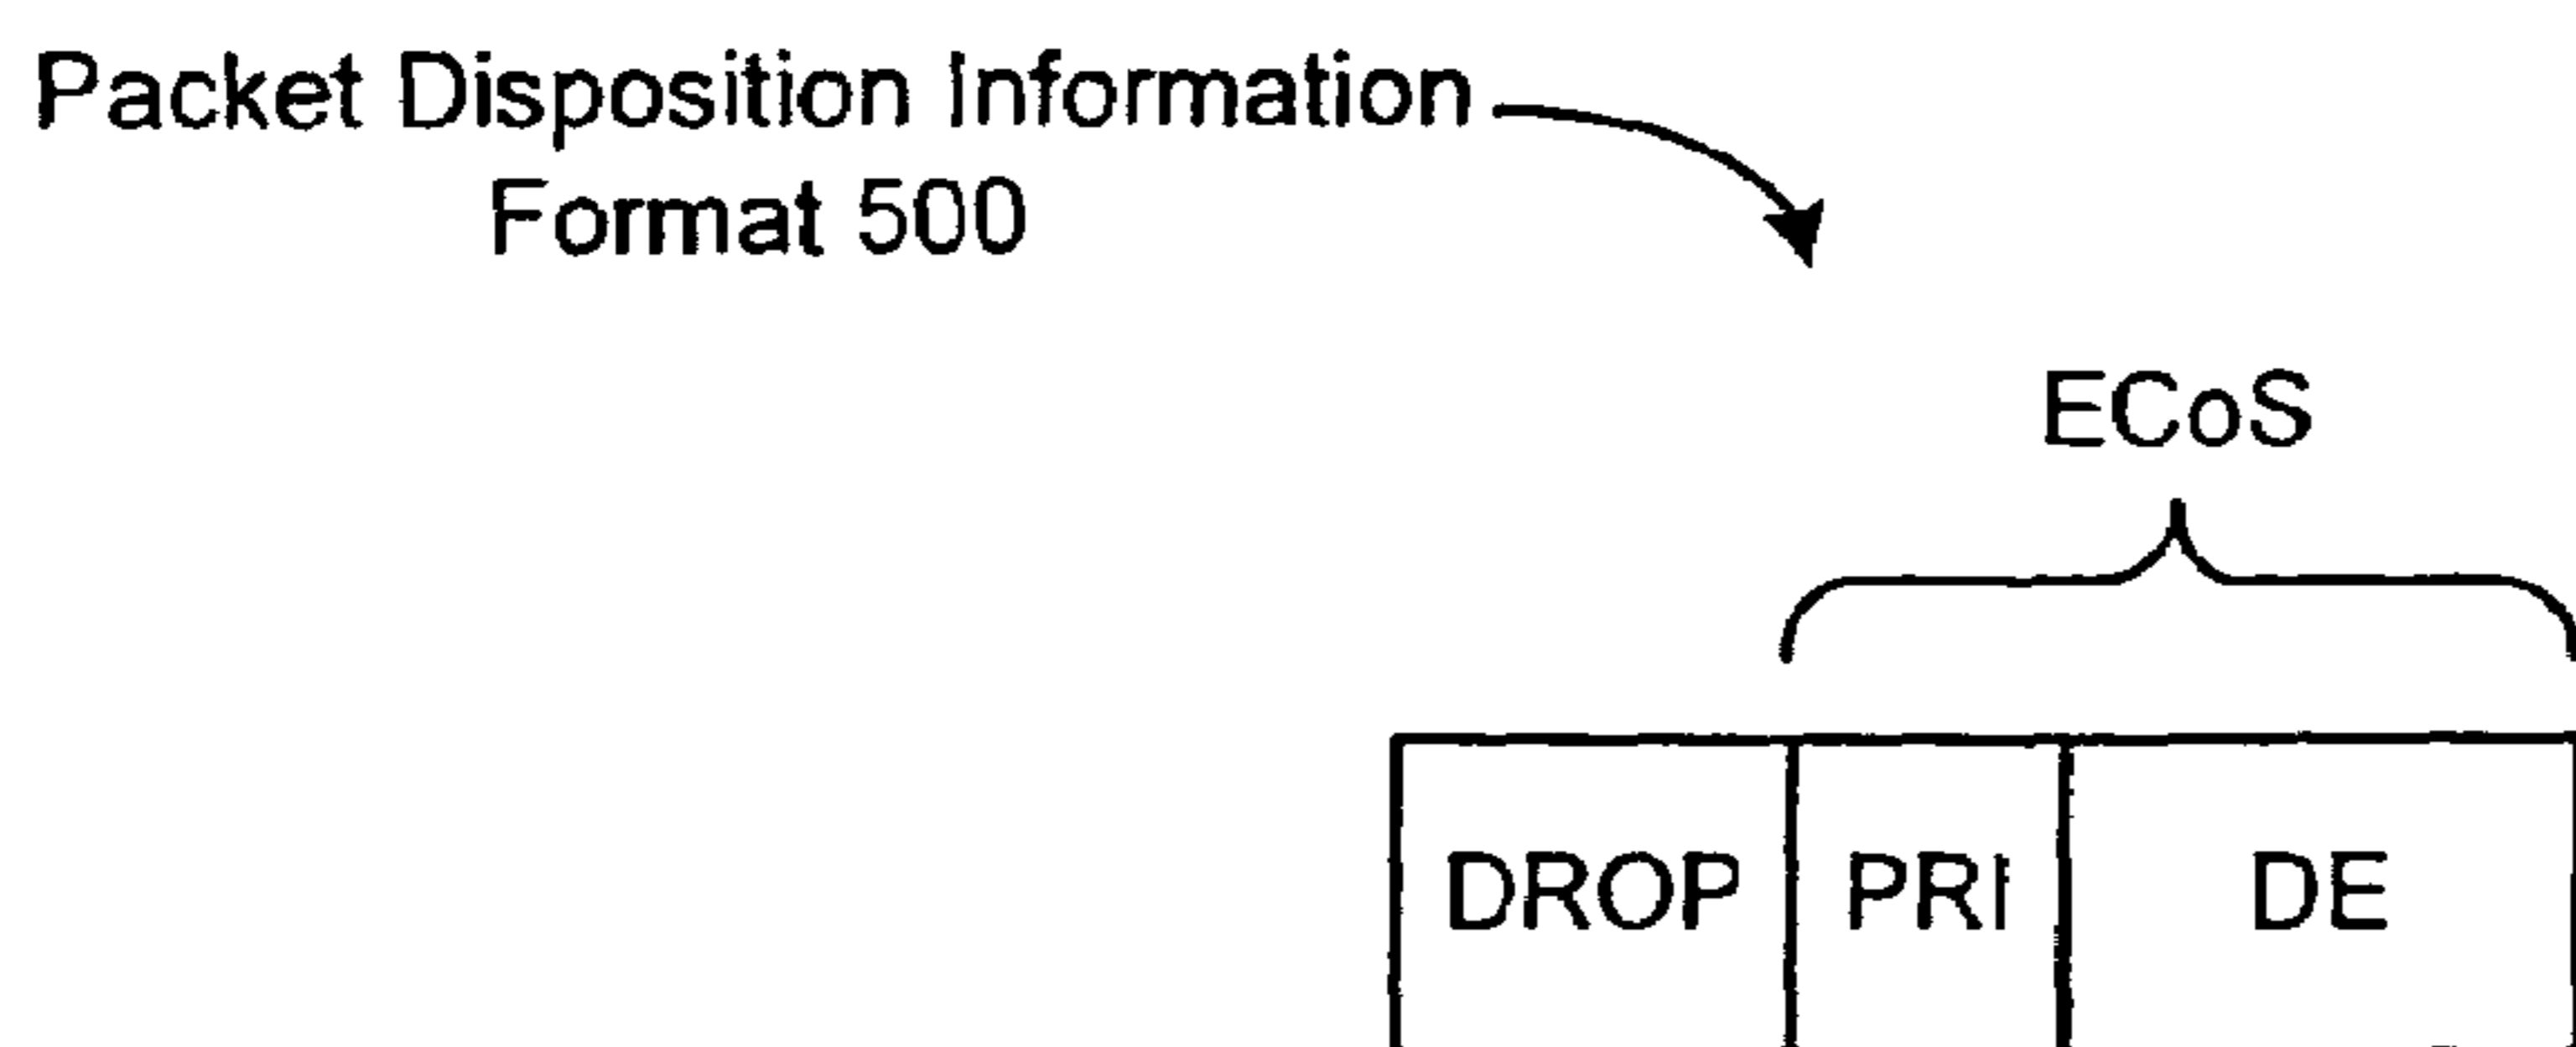 Packet Disposition Information
Format 500
ECoS
DROP PRI DE